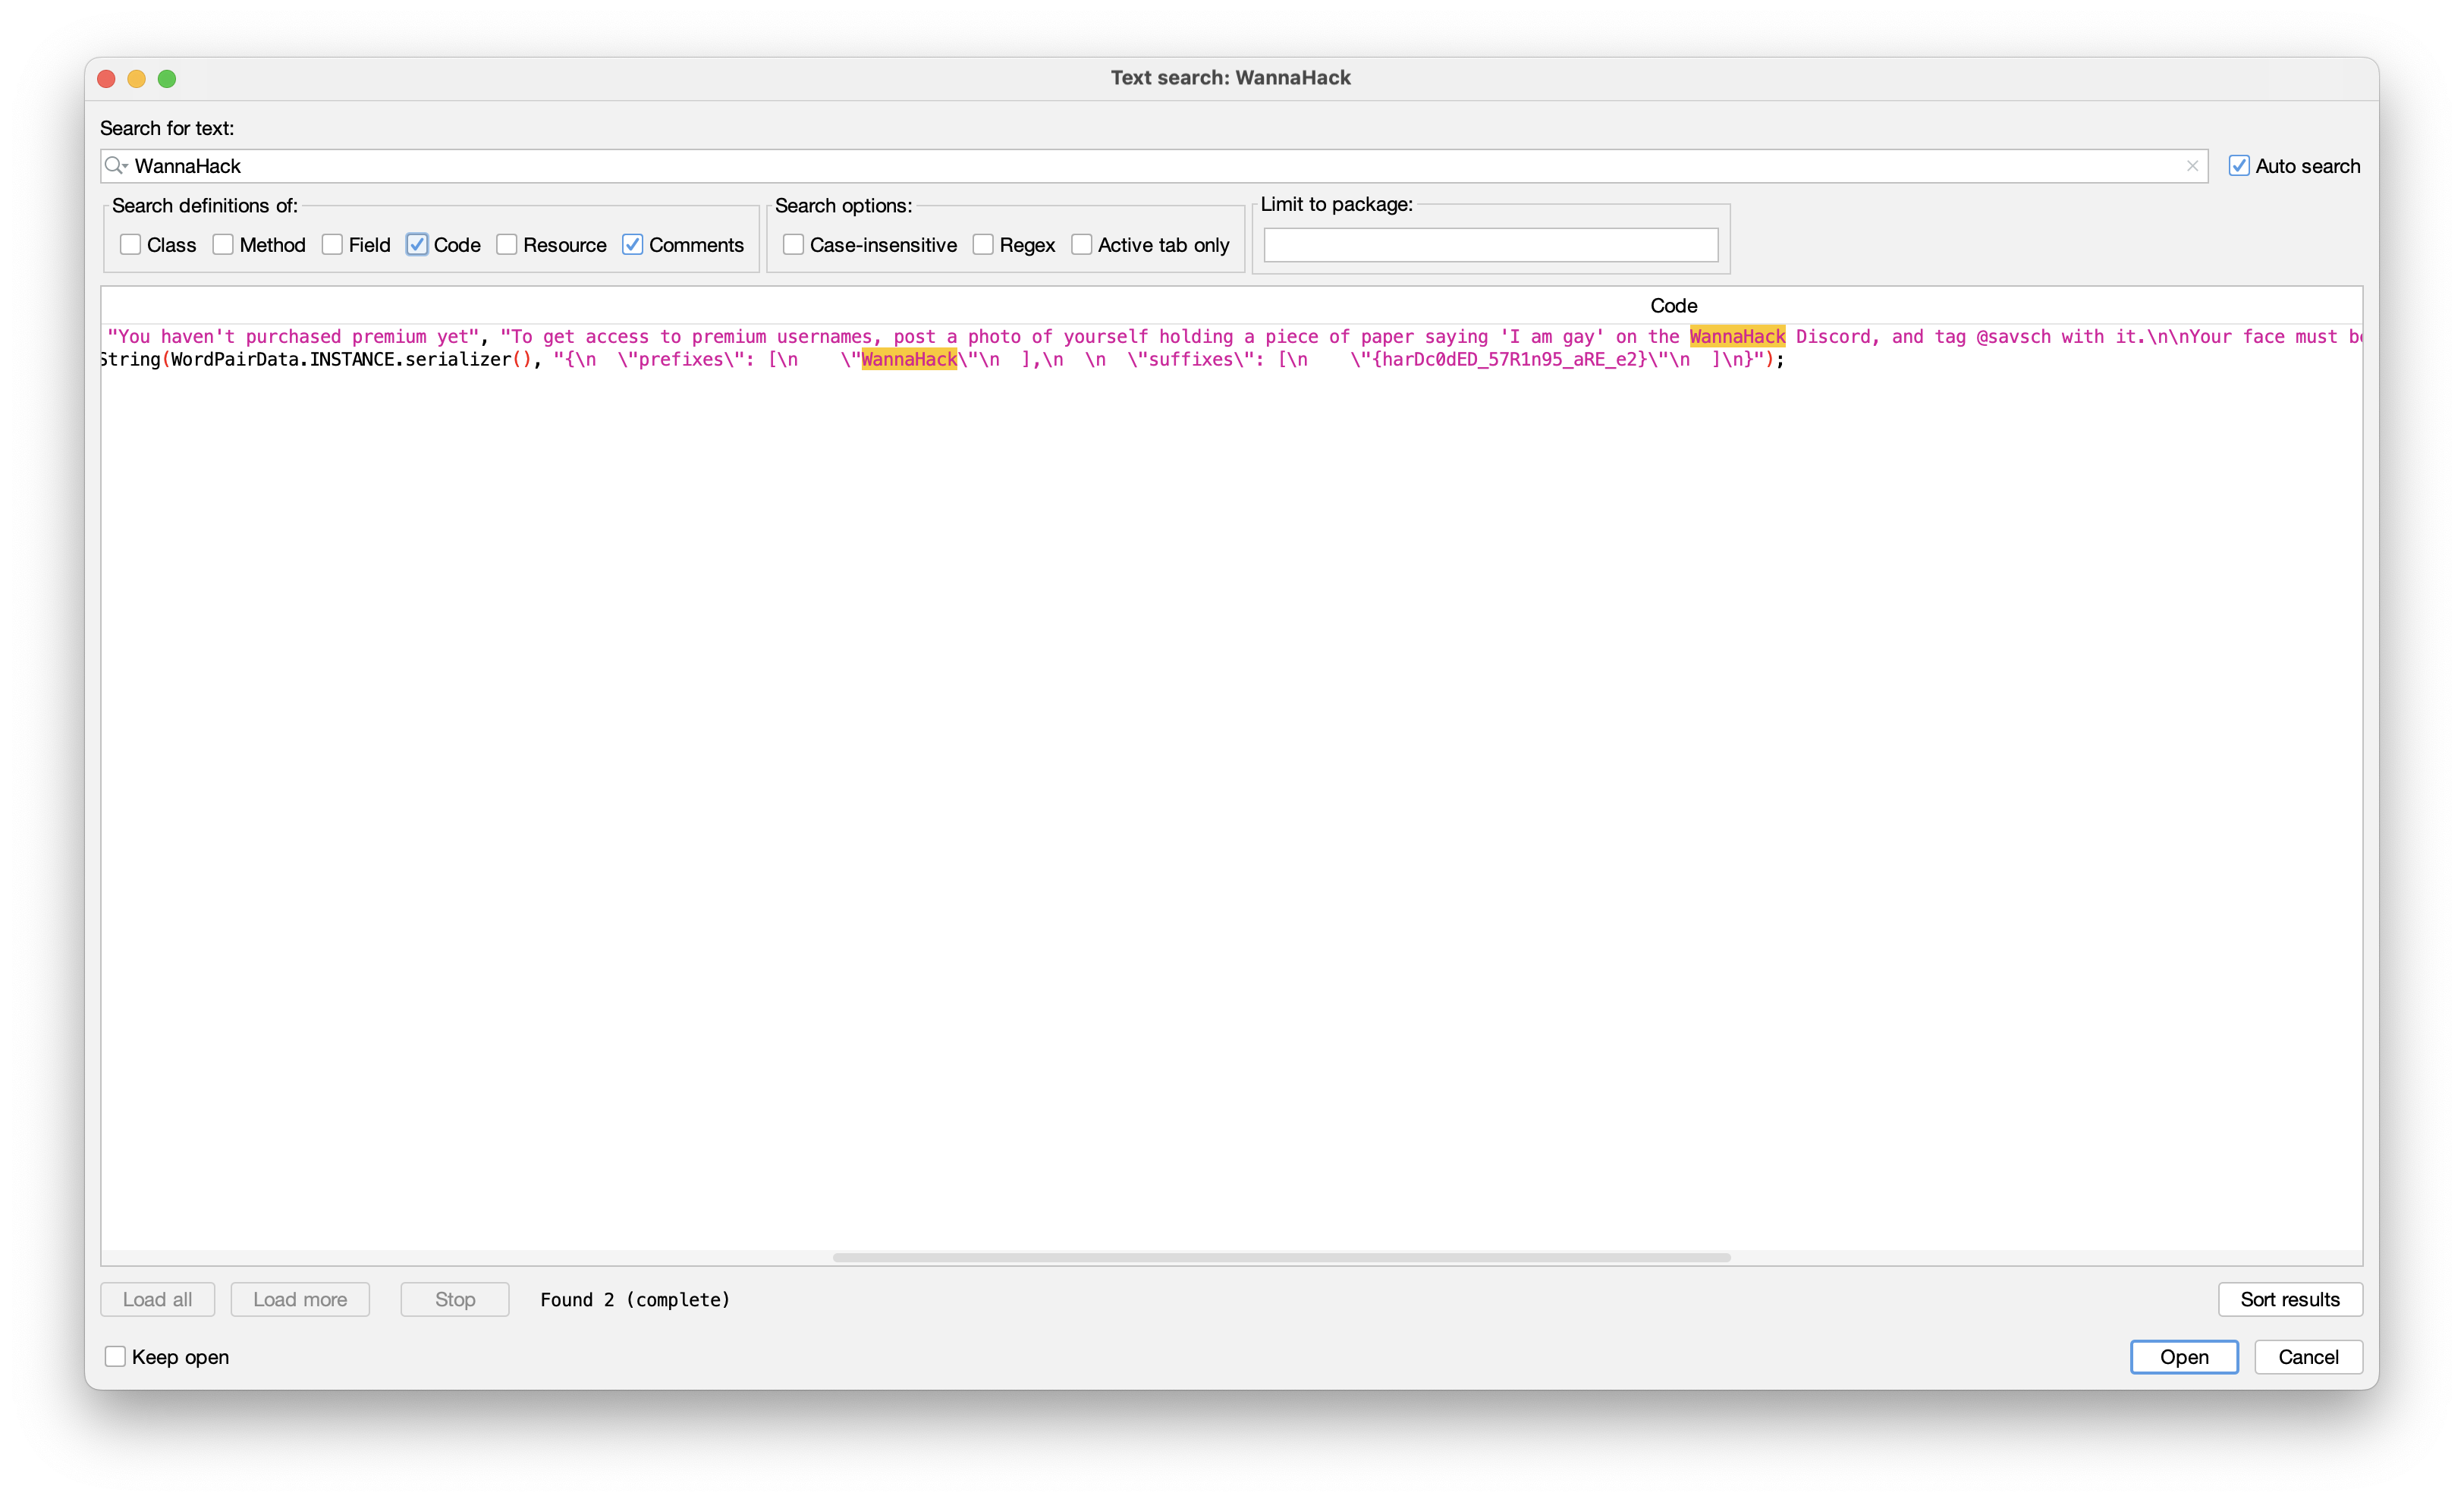 Text search: WannaHack
Search for text:
WannaHack
Auto search
Search definitions of: Search options: Limit to package:
Class Method Field Code Resource Comments Case-insensitive Regex Active tab only
Code
"You haven't purchased premium yet", "To get access to premium usernames, post a photo of yourself holding a piece of paper saying 'I am gay' on the WannaHack Discord, and tag @savsch with it.\n\nYour face must be
String(WordPairData.INSTANCE.serializer(), "{\n  \"prefixes\": [\n    \"WannaHack\"\n  ],\n  \n  \"suffixes\": [\n    \"{harDc0dED_57R1n95_aRE_e2}\"\n  ]\n}");
Load all Load more Stop Found 2 (complete) Sort results
Keep open Open Cancel